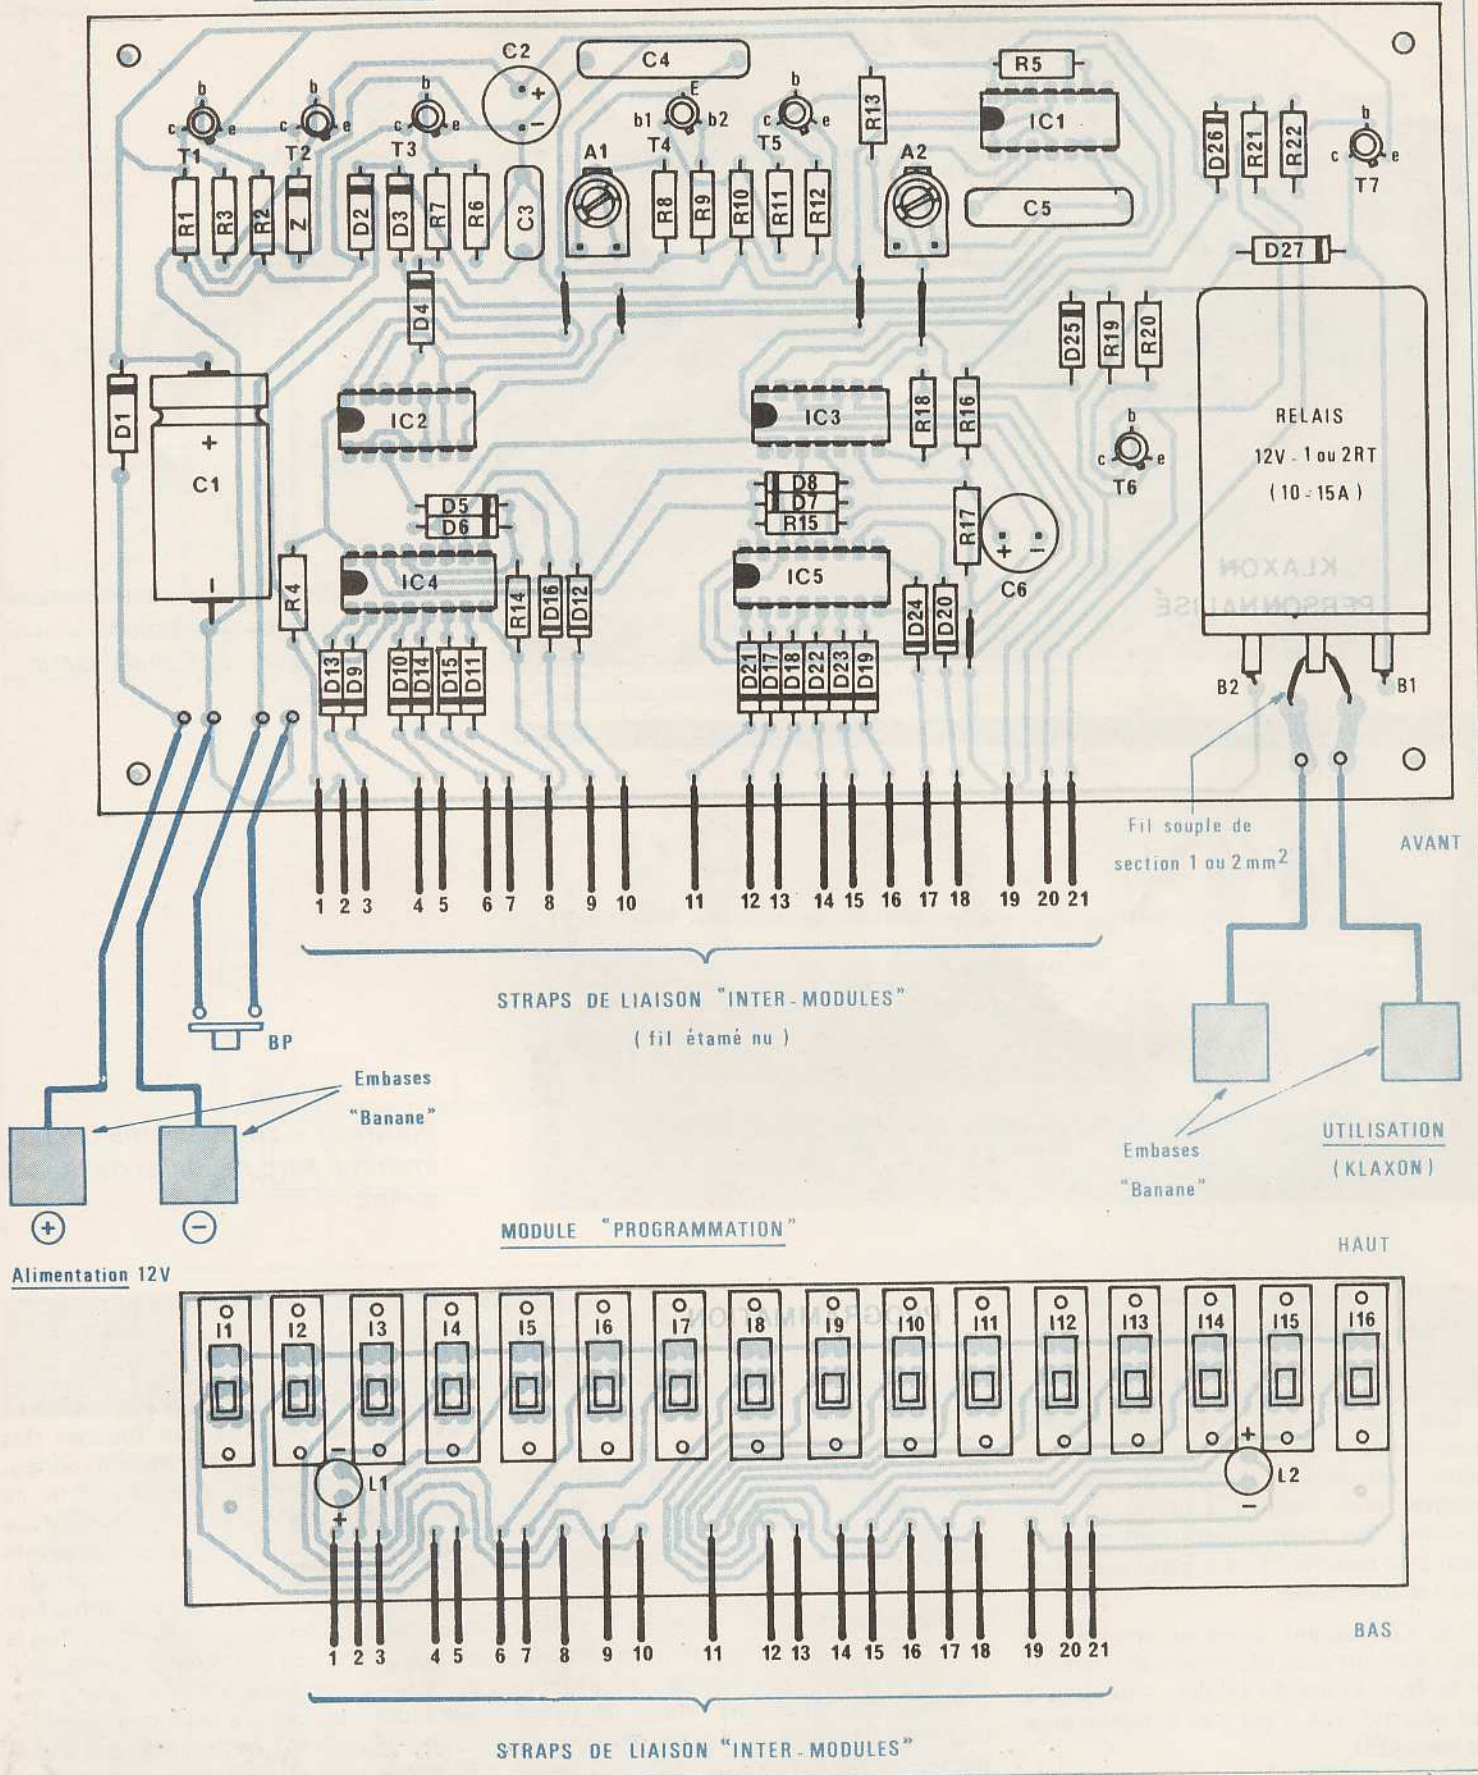 C2
C4
R5
b
c e
T1
b
c e
T2
b
c e
T3
+
-
E
b1 b2
T4
b
c e
T5
R13
IC1
D26
R21
R22
b
c e
T7
A1
A2
R1
R3
R2
Z
D2
D3
R7
R6
C3
R8
R9
R10
R11
R12
C5
D27
D4
D25
R19
R20
D1
+
C1
-
IC2
IC3
R18
R16
b
c e
T6
RELAIS
12V - 1 ou 2RT
( 10 - 15A )
D5
D6
D8
D7
R15
R17
+ -
C6
R4
IC4
R14
D16
D12
IC5
D24
D20
KLAXON
PERSONNALISÉ
D13
D9
D10
D14
D15
D11
D21
D17
D18
D22
D23
D19
B2
B1
Fil souple de
section 1 ou 2 mm2
AVANT
1 2 3 4 5 6 7 8 9 10 11 12 13 14 15 16 17 18 19 20 21
STRAPS DE LIAISON "INTER-MODULES"
( fil étamé nu )
BP
Embases
"Banane"
Embases
"Banane"
UTILISATION
( KLAXON )
+
-
Alimentation 12V
MODULE "PROGRAMMATION"
HAUT
PROGRAMMATION
I1 I2 I3 I4 I5 I6 I7 I8 I9 I10 I11 I12 I13 I14 I15 I16
-
L1
+
+
L2
-
1 2 3 4 5 6 7 8 9 10 11 12 13 14 15 16 17 18 19 20 21
BAS
STRAPS DE LIAISON "INTER-MODULES"